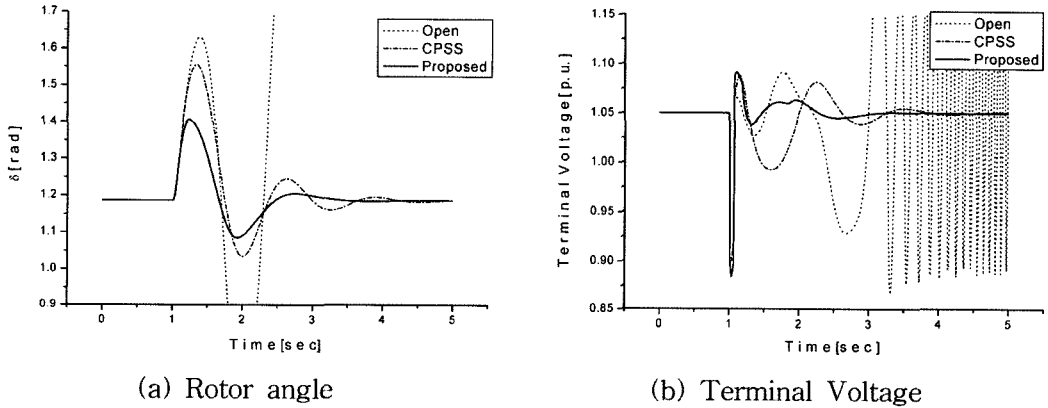 1.7
1.6
1.5
1.4
1.3
1.2
1.1
1.0
0.9
δ[rad]
0
1
2
3
4
5
Time[sec]
Open
CPSS
Proposed
(a) Rotor angle
1.15
1.10
1.05
1.00
0.95
0.90
0.85
Terminal Voltage[p.u.]
0
1
2
3
4
5
Time[sec]
Open
CPSS
Proposed
(b) Terminal Voltage